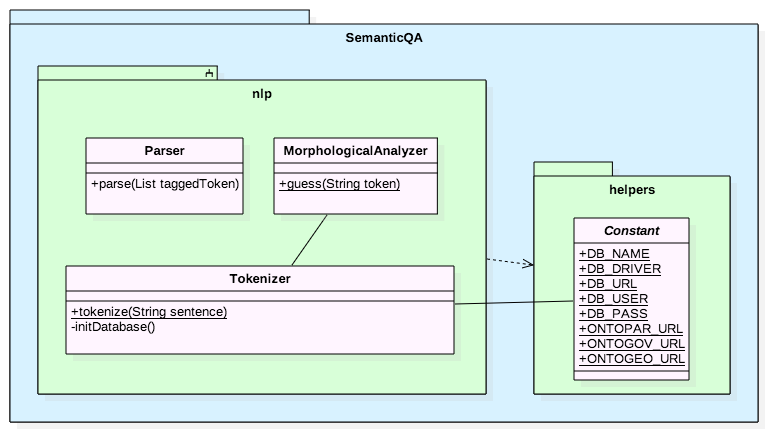 SemanticQA
nlp
Parser
+parse(List taggedToken)
MorphologicalAnalyzer
+guess(String token)
Tokenizer
+tokenize(String sentence)
-initDatabase()
helpers
Constant
+DB_NAME
+DB_DRIVER
+DB_URL
+DB_USER
+DB_PASS
+ONTOPAR_URL
+ONTOGOV_URL
+ONTOGEO_URL